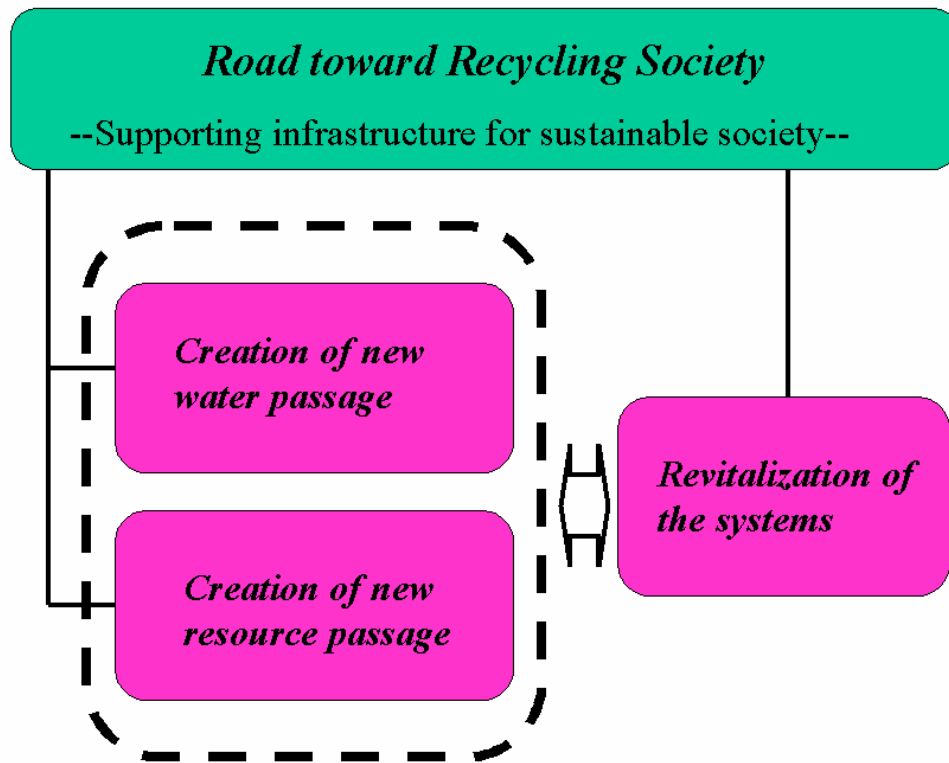 Road toward Recycling Society
--Supporting infrastructure for sustainable society--
Creation of new
water passage
Revitalization of
the systems
Creation of new
resource passage